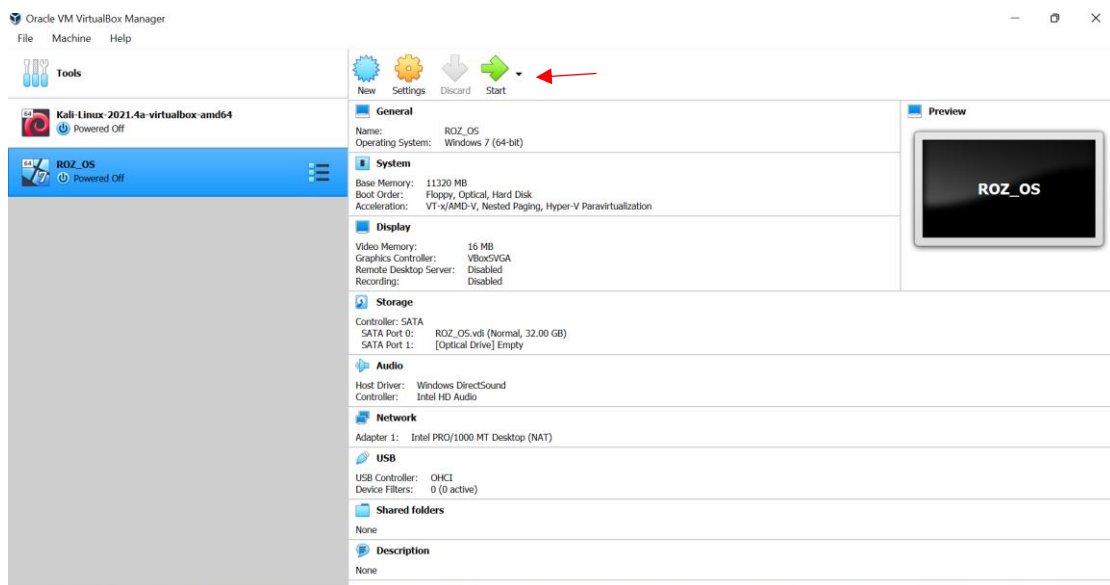 Oracle VM VirtualBox Manager
File Machine Help
Tools
New Settings Discard Start
64
Kali-Linux-2021.4a-virtualbox-amd64
Powered Off
64
7
ROZ_OS
Powered Off
General
Name: ROZ_OS
Operating System: Windows 7 (64-bit)
System
Base Memory: 11320 MB
Boot Order: Floppy, Optical, Hard Disk
Acceleration: VT-x/AMD-V, Nested Paging, Hyper-V Paravirtualization
Display
Video Memory: 16 MB
Graphics Controller: VBoxSVGA
Remote Desktop Server: Disabled
Recording: Disabled
Storage
Controller: SATA
SATA Port 0: ROZ_OS.vdi (Normal, 32.00 GB)
SATA Port 1: [Optical Drive] Empty
Audio
Host Driver: Windows DirectSound
Controller: Intel HD Audio
Network
Adapter 1: Intel PRO/1000 MT Desktop (NAT)
USB
USB Controller: OHCI
Device Filters: 0 (0 active)
Shared folders
None
Description
None
Preview
ROZ_OS